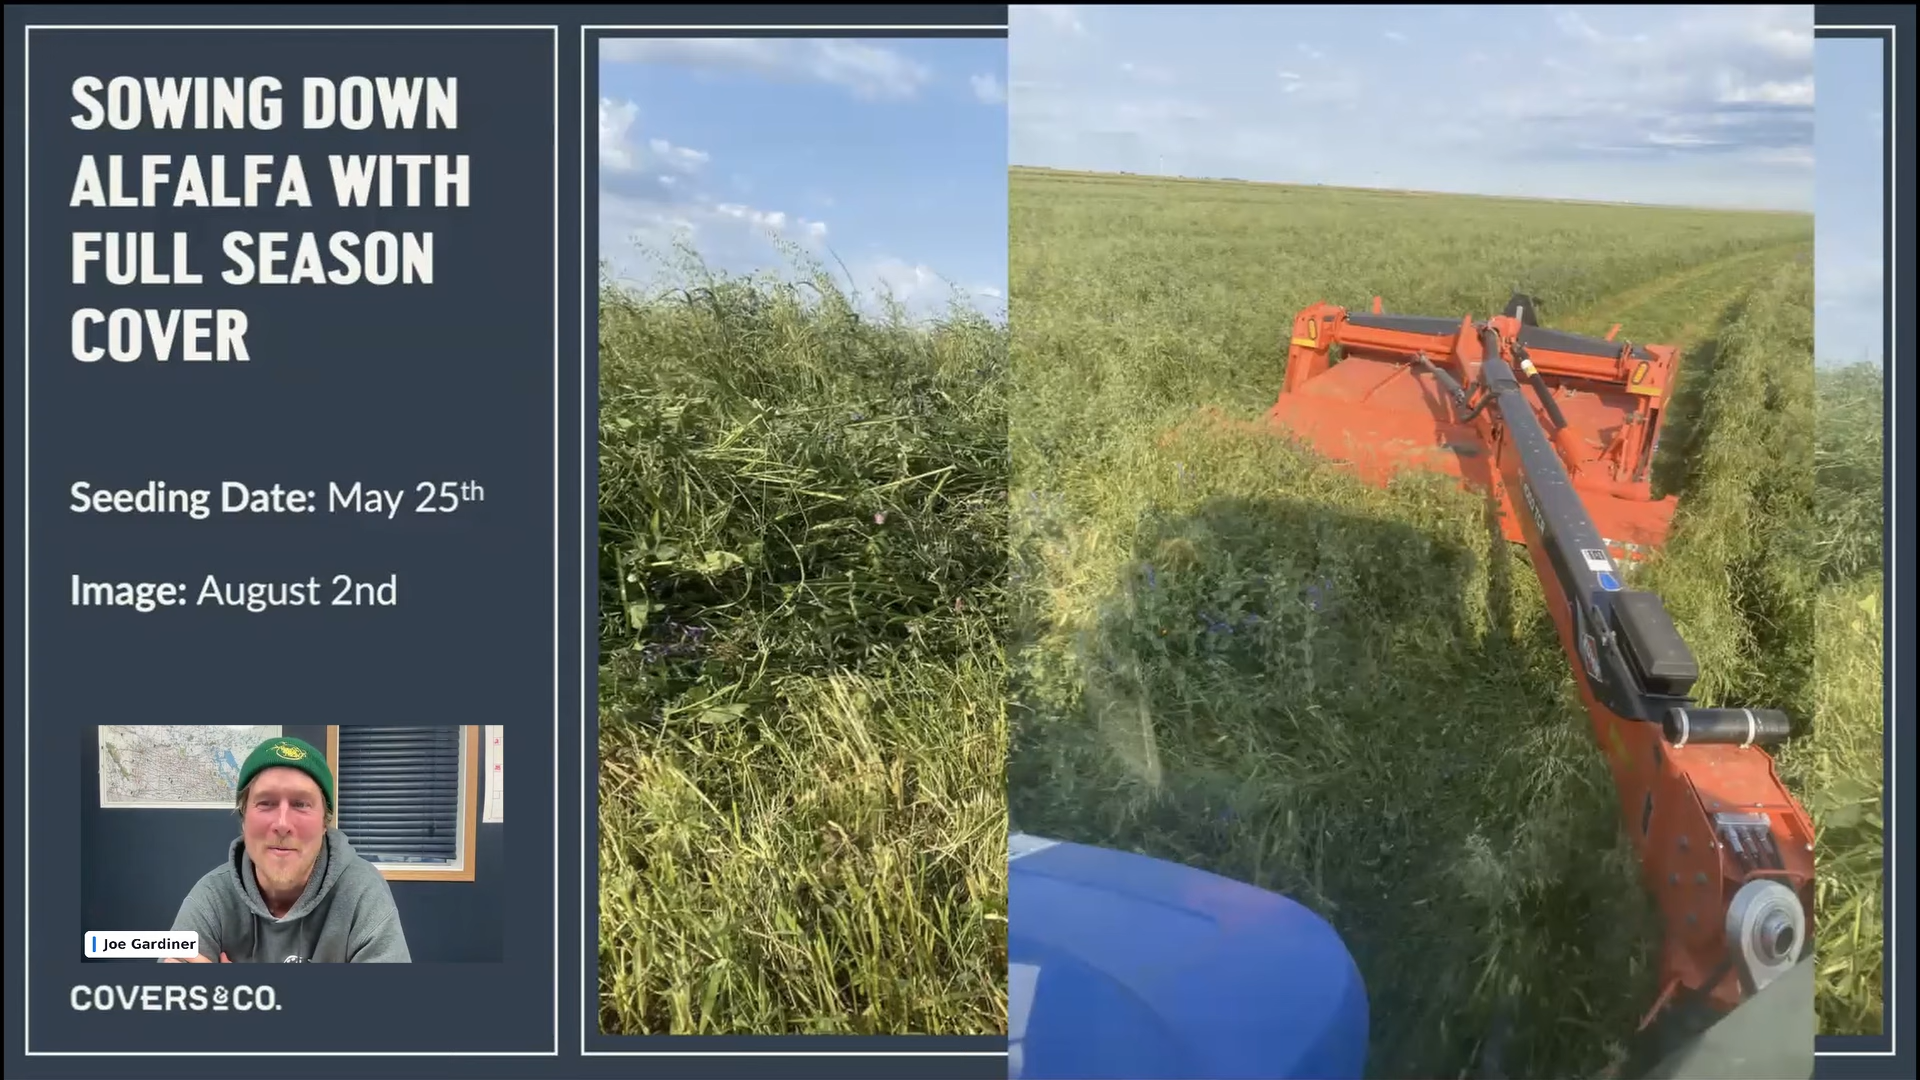 SOWING DOWN
ALFALFA WITH
FULL SEASON
COVER
Seeding Date: May 25th
Image: August 2nd
Joe Gardiner
COVERS&CO.